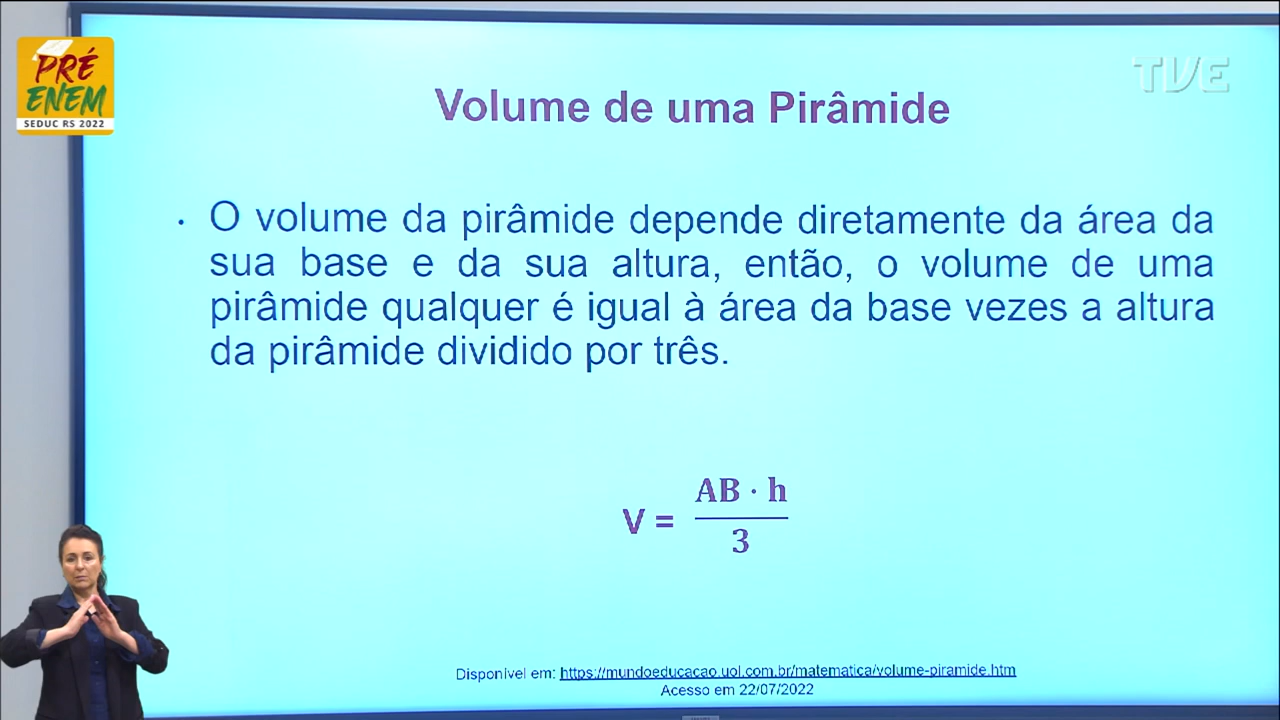 PRÉ
ENEM
SEDUC RS 2022
TVE
Volume de uma Pirâmide
• O volume da pirâmide depende diretamente da área da
sua base e da sua altura, então, o volume de uma
pirâmide qualquer é igual à área da base vezes a altura
da pirâmide dividido por três.
V = AB · h / 3
Disponível em: https://mundoeducacao.uol.com.br/matematica/volume-piramide.htm
Acesso em 22/07/2022